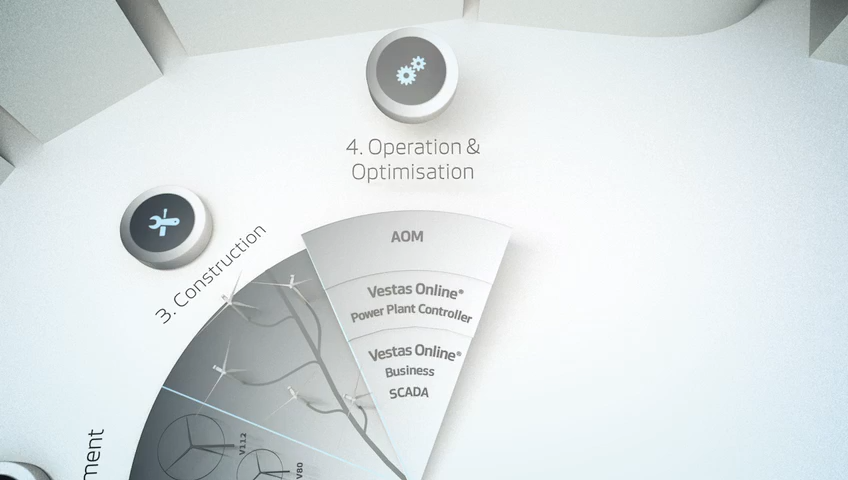 4. Operation &
Optimisation
3. Construction
AOM
Vestas Online®
Power Plant Controller
Vestas Online®
Business
SCADA
V112
V80
ment